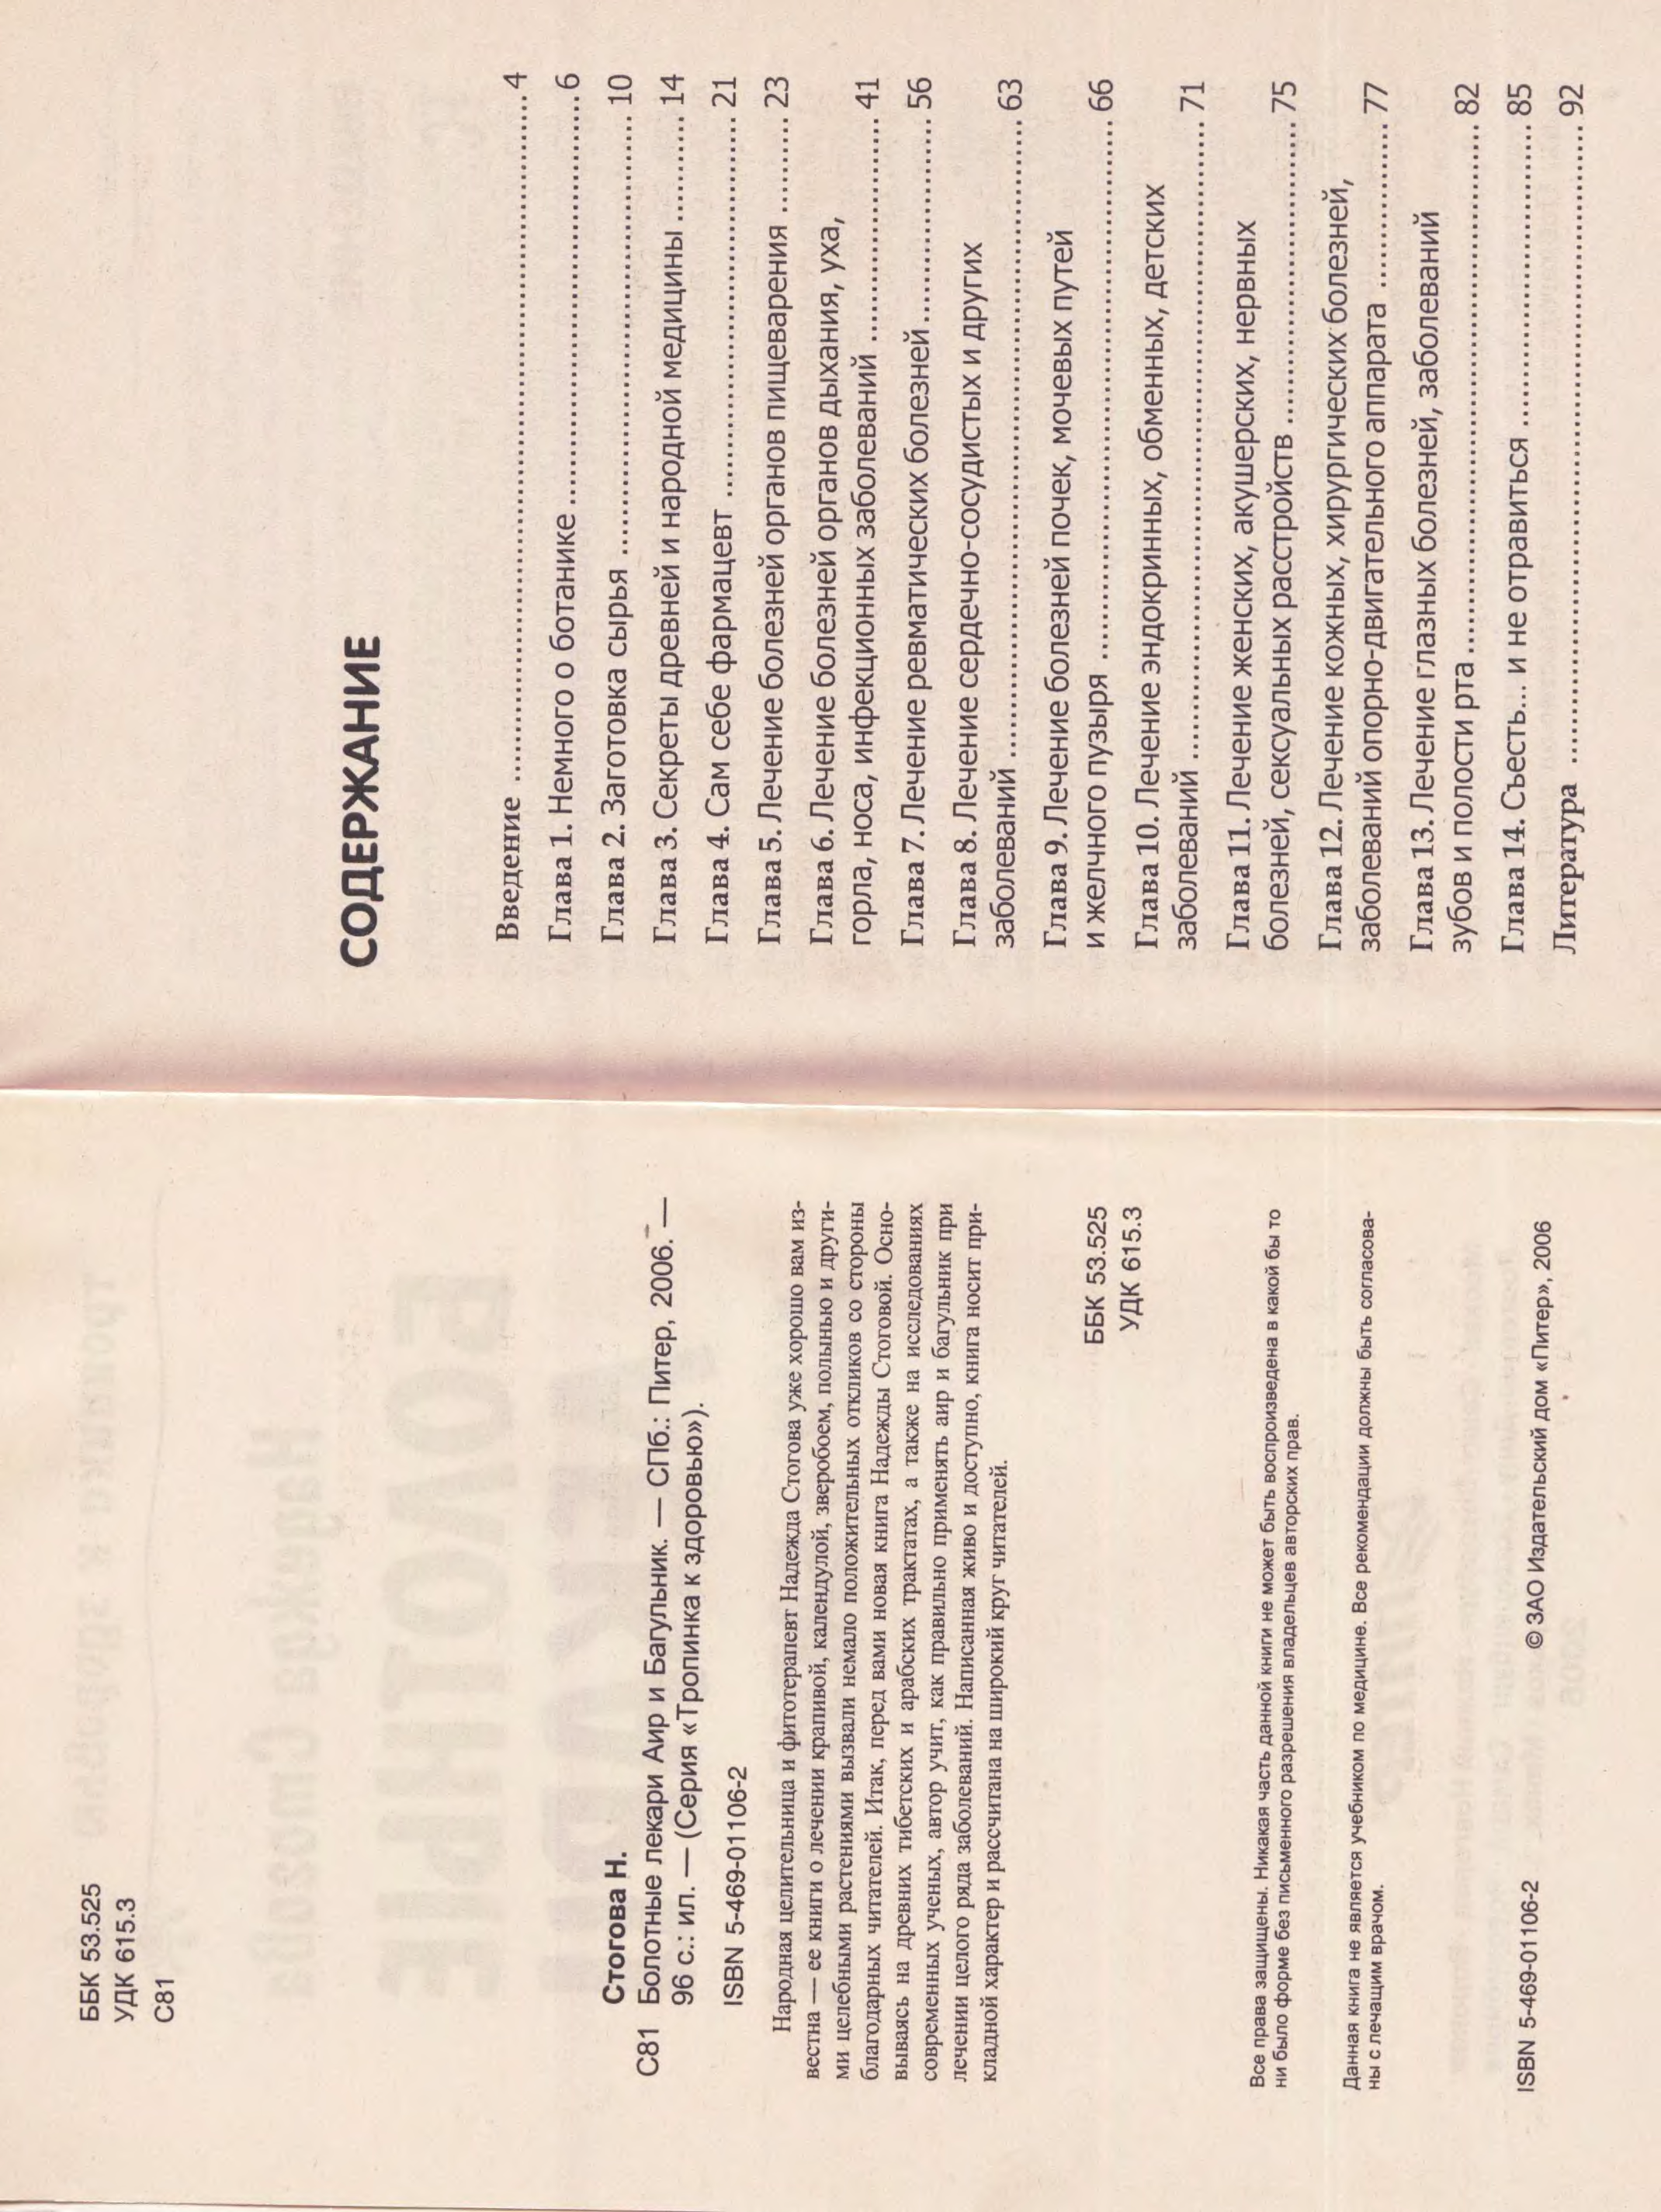 ББК 53.525
УДК 615.3
С81
Стогова Н.
С81 Болотные лекари Аир и Багульник. — СПб.: Питер, 2006. —
96 с.: ил. — (Серия «Тропинка к здоровью»).
ISBN 5-469-01106-2
Народная целительница и фитотерапевт Надежда Стогова уже хорошо вам из-
вестна — ее книги о лечении крапивой, календулой, зверобоем, полынью и други-
ми целебными растениями вызвали немало положительных откликов со стороны
благодарных читателей. Итак, перед вами новая книга Надежды Стоговой. Осно-
вываясь на древних тибетских и арабских трактатах, а также на исследованиях
современных ученых, автор учит, как правильно применять аир и багульник при
лечении целого ряда заболеваний. Написанная живо и доступно, книга носит при-
кладной характер и рассчитана на широкий круг читателей.
ББК 53.525
УДК 615.3
Все права защищены. Никакая часть данной книги не может быть воспроизведена в какой бы то
ни было форме без письменного разрешения владельцев авторских прав.
Данная книга не является учебником по медицине. Все рекомендации должны быть согласова-
ны с лечащим врачом.
ISBN 5-469-01106-2 © ЗАО Издательский дом «Питер», 2006
СОДЕРЖАНИЕ
Введение ........ 4
Глава 1. Немного о ботанике ........ 6
Глава 2. Заготовка сырья ........ 10
Глава 3. Секреты древней и народной медицины ........ 14
Глава 4. Сам себе фармацевт ........ 21
Глава 5. Лечение болезней органов пищеварения ........ 23
Глава 6. Лечение болезней органов дыхания, уха,
горла, носа, инфекционных заболеваний ........ 41
Глава 7. Лечение ревматических болезней ........ 56
Глава 8. Лечение сердечно-сосудистых и других
заболеваний ........ 63
Глава 9. Лечение болезней почек, мочевых путей
и желчного пузыря ........ 66
Глава 10. Лечение эндокринных, обменных, детских
заболеваний ........ 71
Глава 11. Лечение женских, акушерских, нервных
болезней, сексуальных расстройств ........ 75
Глава 12. Лечение кожных, хирургических болезней,
заболеваний опорно-двигательного аппарата ........ 77
Глава 13. Лечение глазных болезней, заболеваний
зубов и полости рта ........ 82
Глава 14. Съесть... и не отравиться ........ 85
Литература ........ 92